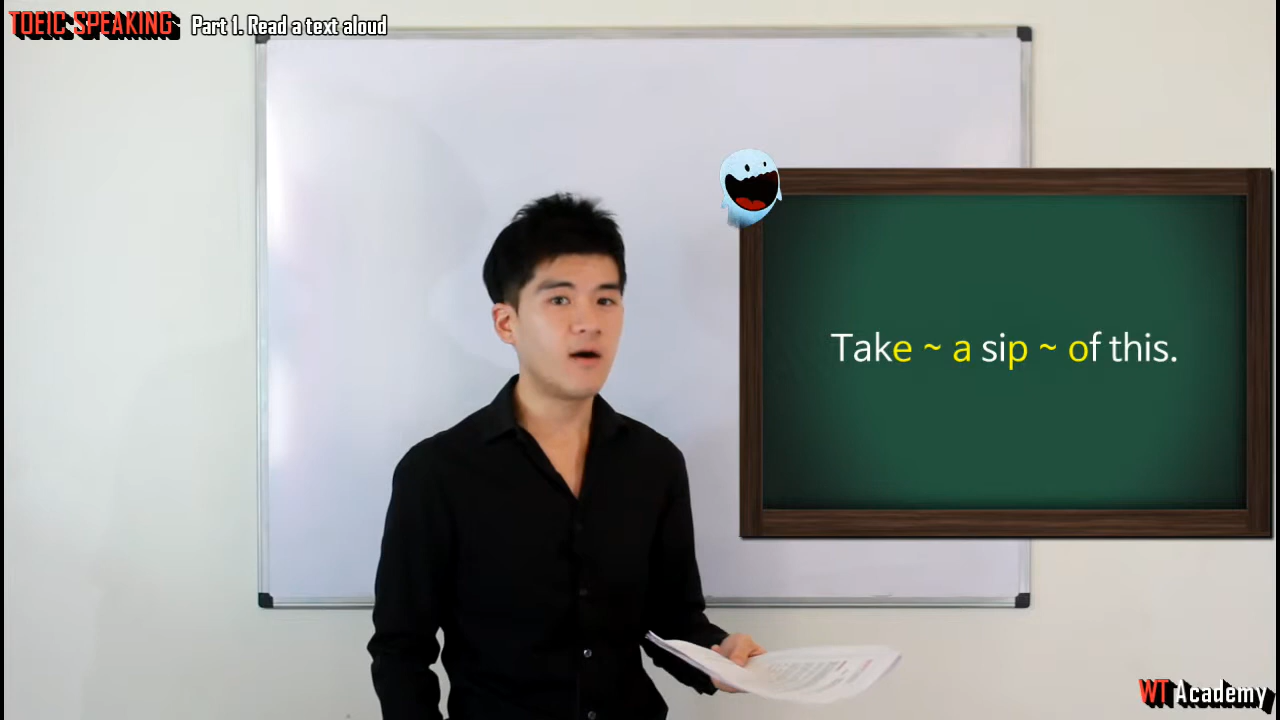 TOEIC SPEAKING Part 1. Read a text aloud
Take ~ a sip ~ of this.
WT Academy